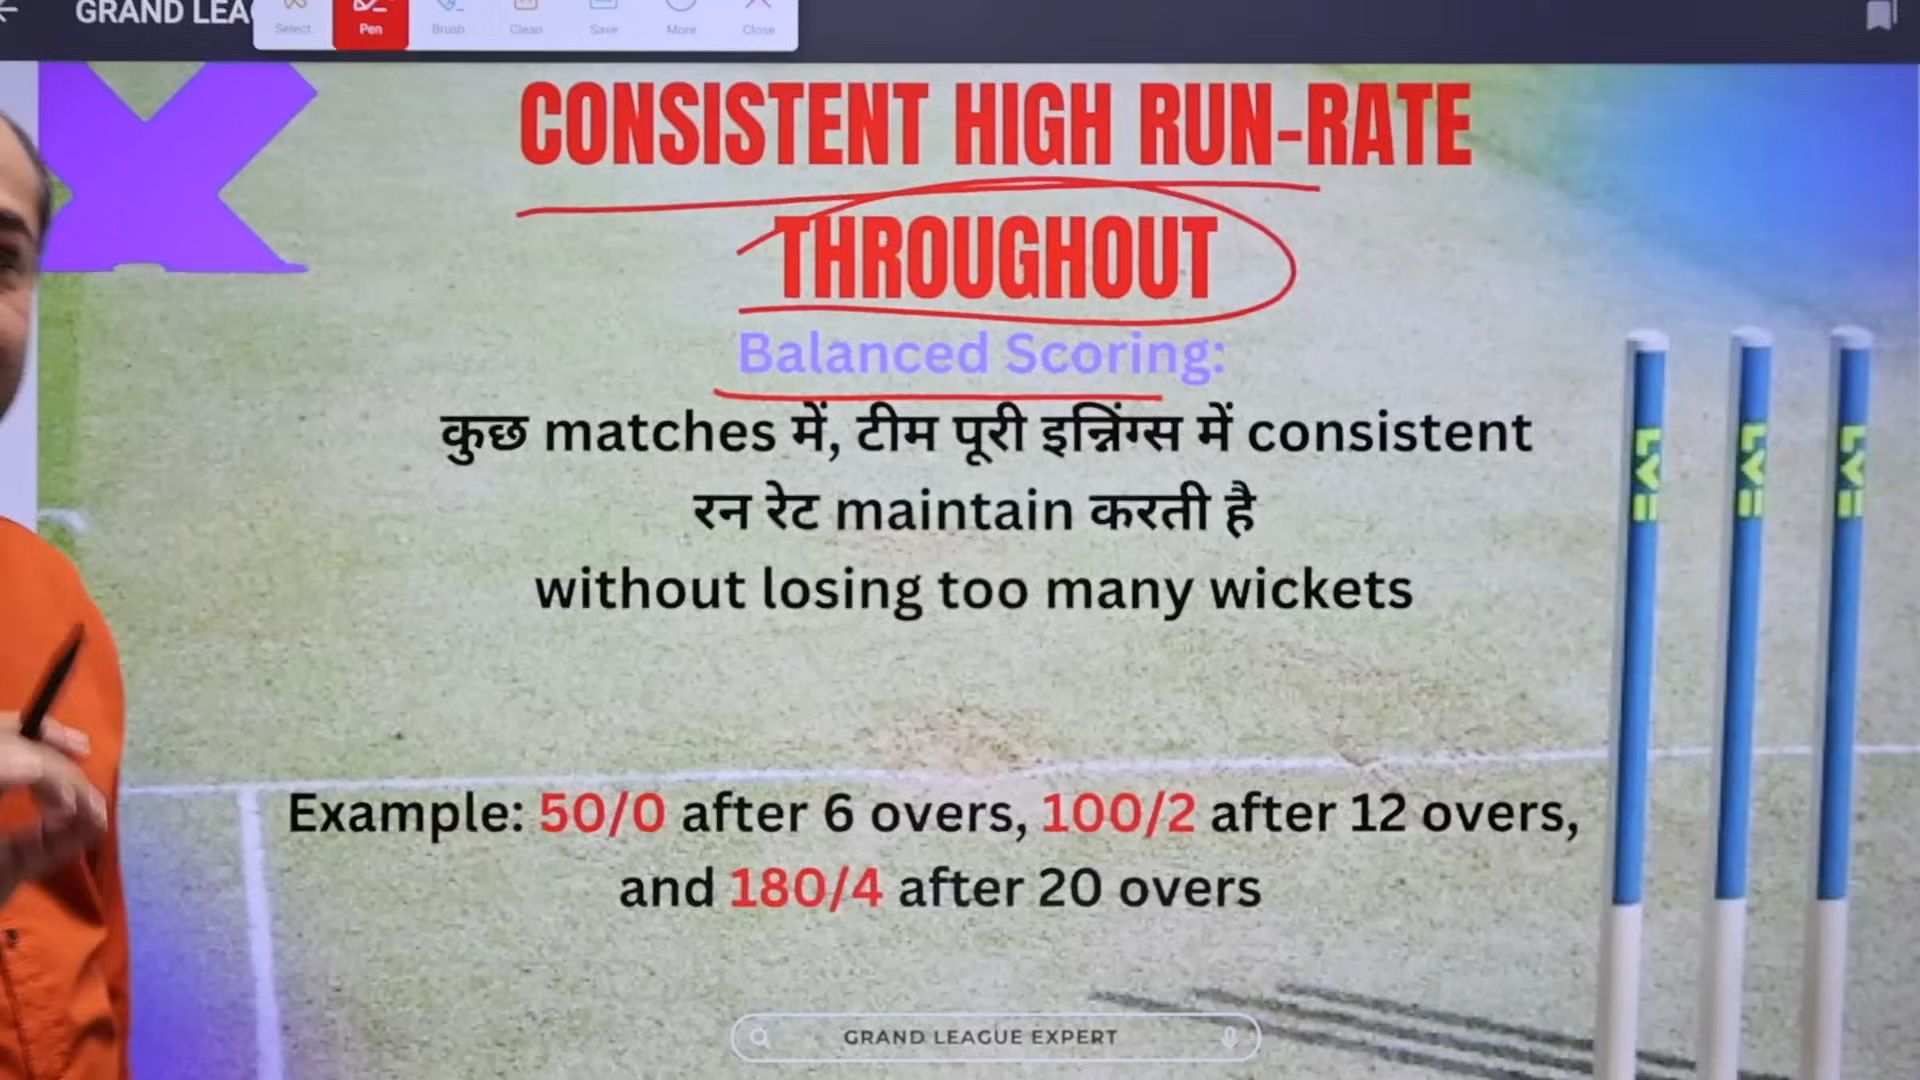 GRAND LEA
Select Pen Brush Clean Save More Close
CONSISTENT HIGH RUN-RATE
THROUGHOUT
Balanced Scoring:
कुछ matches में, टीम पूरी इन्निंग्स में consistent
रन रेट maintain करती है
without losing too many wickets
Example: 50/0 after 6 overs, 100/2 after 12 overs,
and 180/4 after 20 overs
GRAND LEAGUE EXPERT